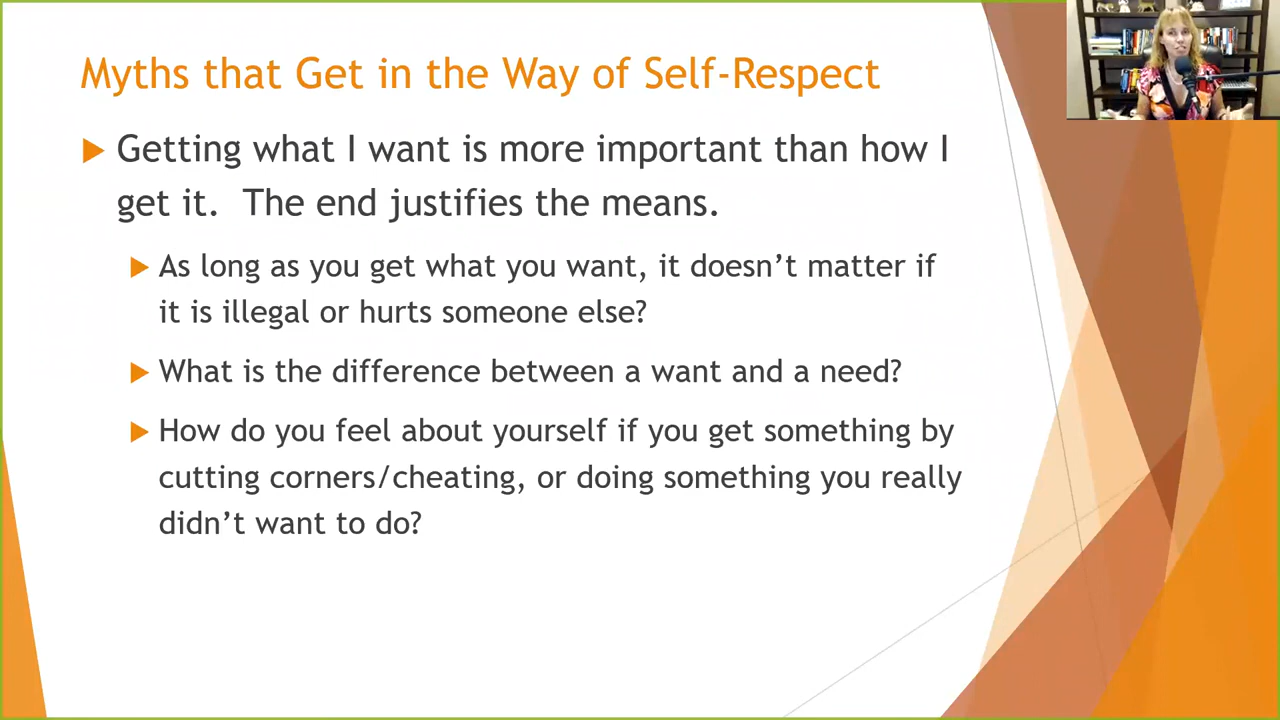 Myths that Get in the Way of Self-Respect
Getting what I want is more important than how I
get it.  The end justifies the means.
As long as you get what you want, it doesn’t matter if
it is illegal or hurts someone else?
What is the difference between a want and a need?
How do you feel about yourself if you get something by
cutting corners/cheating, or doing something you really
didn’t want to do?